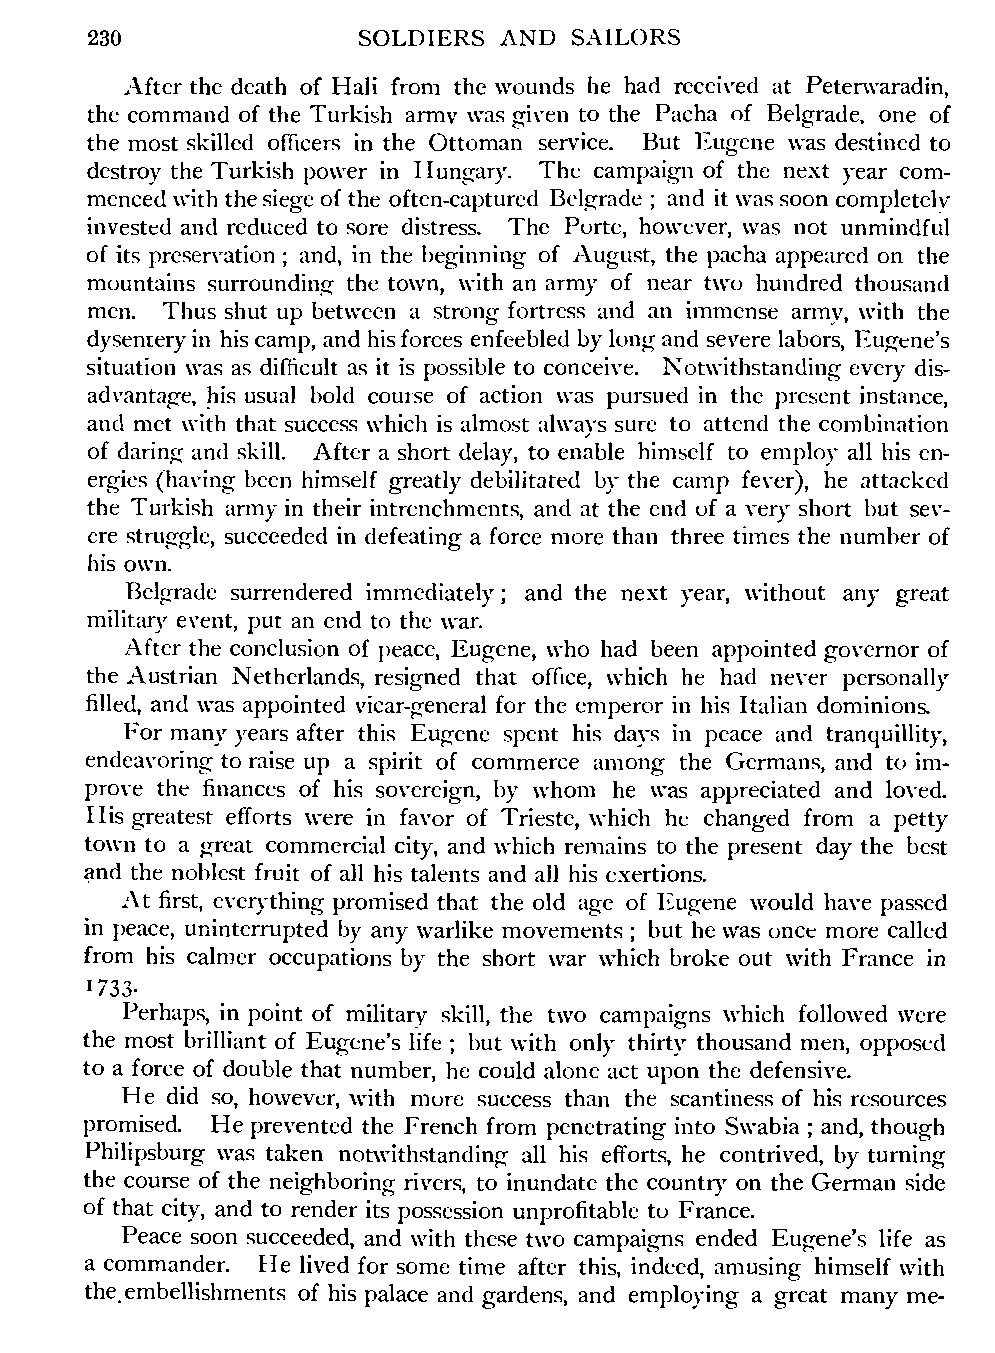 230 SOLDIERS AND SAILORS
After the death of Hali from the wounds he had received at Peterwaradin,
the command of the Turkish army was given to the Pacha of Belgrade, one of
the most skilled officers in the Ottoman service. But Eugene was destined to
destroy the Turkish power in Hungary. The campaign of the next year com-
menced with the siege of the often-captured Belgrade ; and it was soon completely
invested and reduced to sore distress. The Porte, however, was not unmindful
of its preservation ; and, in the beginning of August, the pacha appeared on the
mountains surrounding the town, with an army of near two hundred thousand
men. Thus shut up between a strong fortress and an immense army, with the
dysentery in his camp, and his forces enfeebled by long and severe labors, Eugene's
situation was as difficult as it is possible to conceive. Notwithstanding every dis-
advantage, his usual bold course of action was pursued in the present instance,
and met with that success which is almost always sure to attend the combination
of daring and skill. After a short delay, to enable himself to employ all his en-
ergies (having been himself greatly debilitated by the camp fever), he attacked
the Turkish army in their intrenchments, and at the end of a very short but sev-
ere struggle, succeeded in defeating a force more than three times the number of
his own.
Belgrade surrendered immediately ; and the next year, without any great
military event, put an end to the war.
After the conclusion of peace, Eugene, who had been appointed governor of
the Austrian Netherlands, resigned that office, which he had never personally
filled, and was appointed vicar-general for the emperor in his Italian dominions.
For many years after this Eugene spent his days in peace and tranquillity,
endeavoring to raise up a spirit of commerce among the Germans, and to im-
prove the finances of his sovereign, by whom he was appreciated and loved.
His greatest efforts were in favor of Trieste, which he changed from a petty
town to a great commercial city, and which remains to the present day the best
and the noblest fruit of all his talents and all his exertions.
At first, everything promised that the old age of Eugene would have passed
in peace, uninterrupted by any warlike movements ; but he was once more called
from his calmer occupations by the short war which broke out with France in
1733.
Perhaps, in point of military skill, the two campaigns which followed were
the most brilliant of Eugene's life ; but with only thirty thousand men, opposed
to a force of double that number, he could alone act upon the defensive.
He did so, however, with more success than the scantiness of his resources
promised. He prevented the French from penetrating into Swabia ; and, though
Philipsburg was taken notwithstanding all his efforts, he contrived, by turning
the course of the neighboring rivers, to inundate the country on the German side
of that city, and to render its possession unprofitable to France.
Peace soon succeeded, and with these two campaigns ended Eugene's life as
a commander. He lived for some time after this, indeed, amusing himself with
the embellishments of his palace and gardens, and employing a great many me-